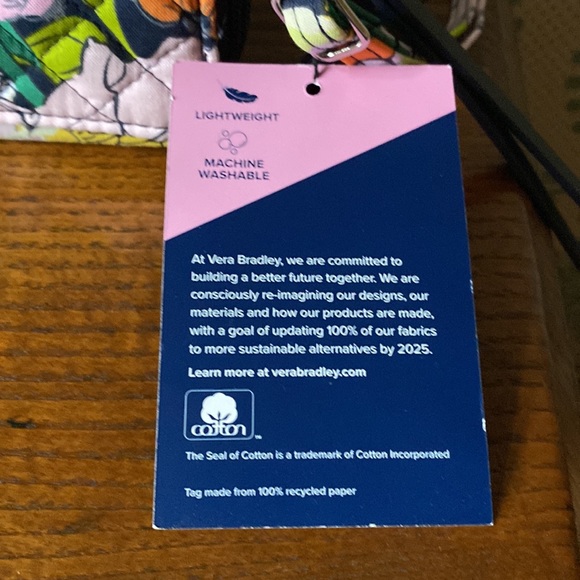 LIGHTWEIGHT
MACHINE
WASHABLE
At Vera Bradley, we are committed to
building a better future together. We are
consciously re-imagining our designs, our
materials and how our products are made,
with a goal of updating 100% of our fabrics
to more sustainable alternatives by 2025.
Learn more at verabradley.com
cotton
TM
The Seal of Cotton is a trademark of Cotton Incorporated
Tag made from 100% recycled paper